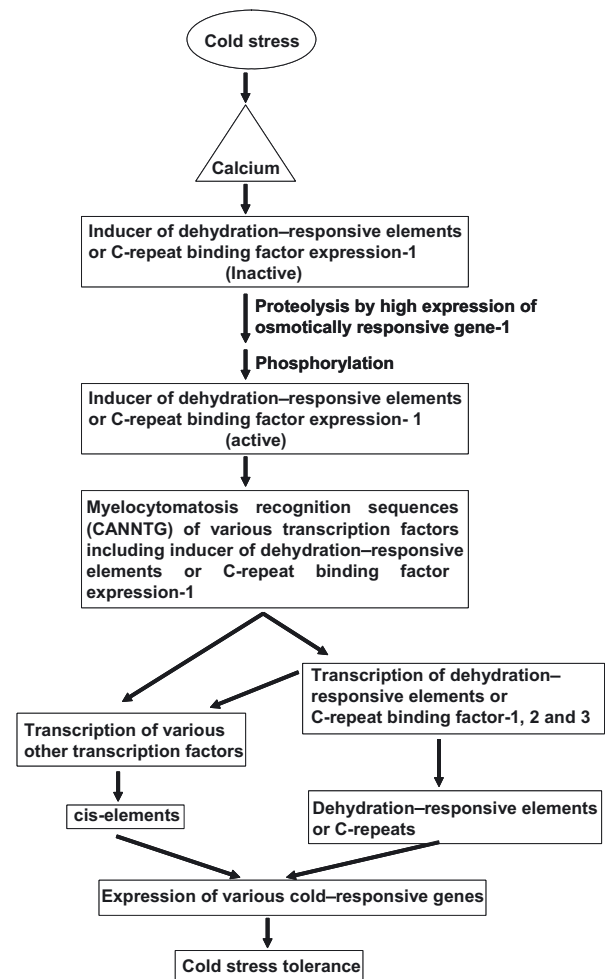 Cold stress
Calcium
Inducer of dehydration–responsive elements
or C-repeat binding factor expression-1
(Inactive)
Proteolysis by high expression of
osmotically responsive gene-1
Phosphorylation
Inducer of dehydration–responsive elements
or C-repeat binding factor expression- 1
(active)
Myelocytomatosis recognition sequences
(CANNTG) of various transcription factors
including inducer of dehydration–responsive
elements or C-repeat binding factor
expression-1
Transcription of dehydration–
responsive elements or
C-repeat binding factor-1, 2 and 3
Transcription of various
other transcription factors
cis-elements
Dehydration–responsive elements
or C-repeats
Expression of various cold–responsive genes
Cold stress tolerance